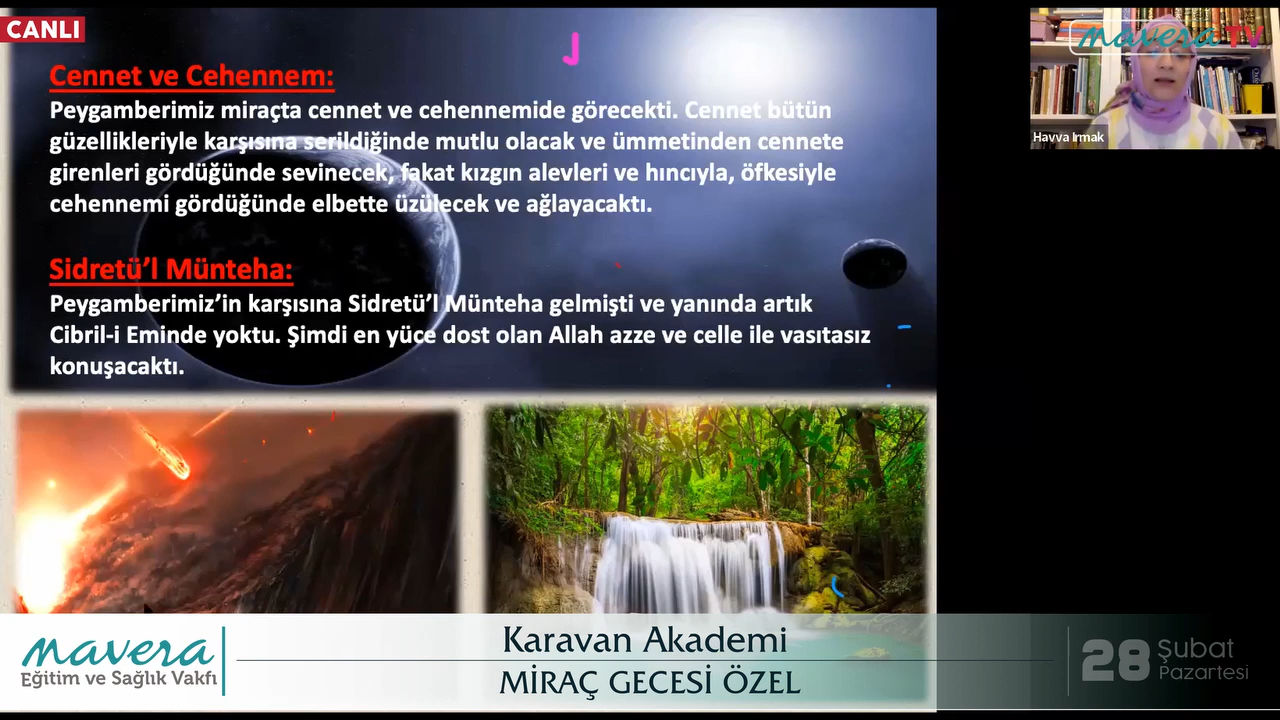 CANLI
mavera TV
Havva Irmak
Cennet ve Cehennem:
Peygamberimiz miraçta cennet ve cehennemide görecekti. Cennet bütün
güzellikleriyle karşısına serildiğinde mutlu olacak ve ümmetinden cennete
girenleri gördüğünde sevinecek, fakat kızgın alevleri ve hıncıyla, öfkesiyle
cehennemi gördüğünde elbette üzülecek ve ağlayacaktı.
Sidretü’l Münteha:
Peygamberimiz’in karşısına Sidretü’l Münteha gelmişti ve yanında artık
Cibril-i Eminde yoktu. Şimdi en yüce dost olan Allah azze ve celle ile vasıtasız
konuşacaktı.
mavera
Eğitim ve Sağlık Vakfı
Karavan Akademi
MİRAÇ GECESİ ÖZEL
28 Şubat
Pazartesi